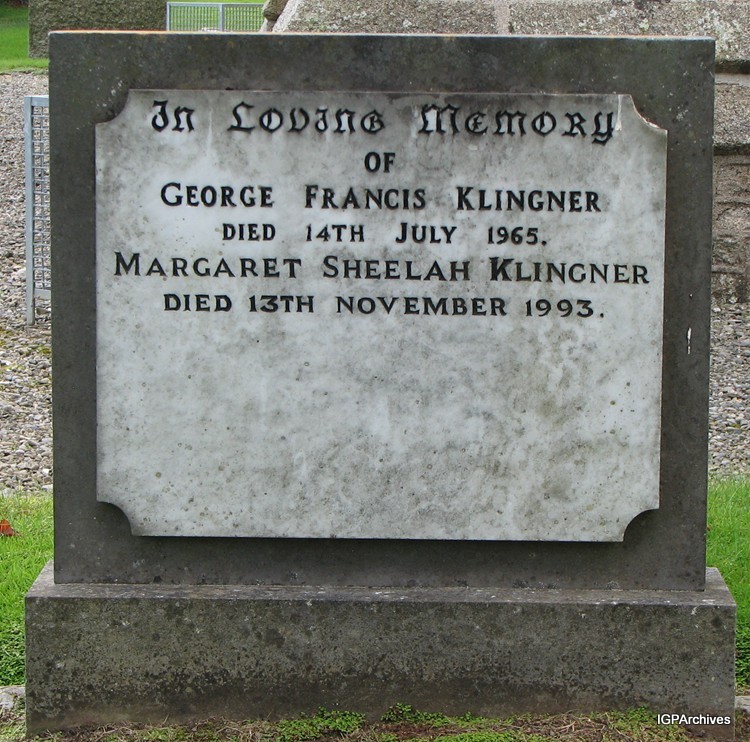 In Loving Memory
OF
GEORGE FRANCIS KLINGNER
DIED 14TH JULY 1965.
MARGARET SHEELAH KLINGNER
DIED 13TH NOVEMBER 1993.
IGPArchives